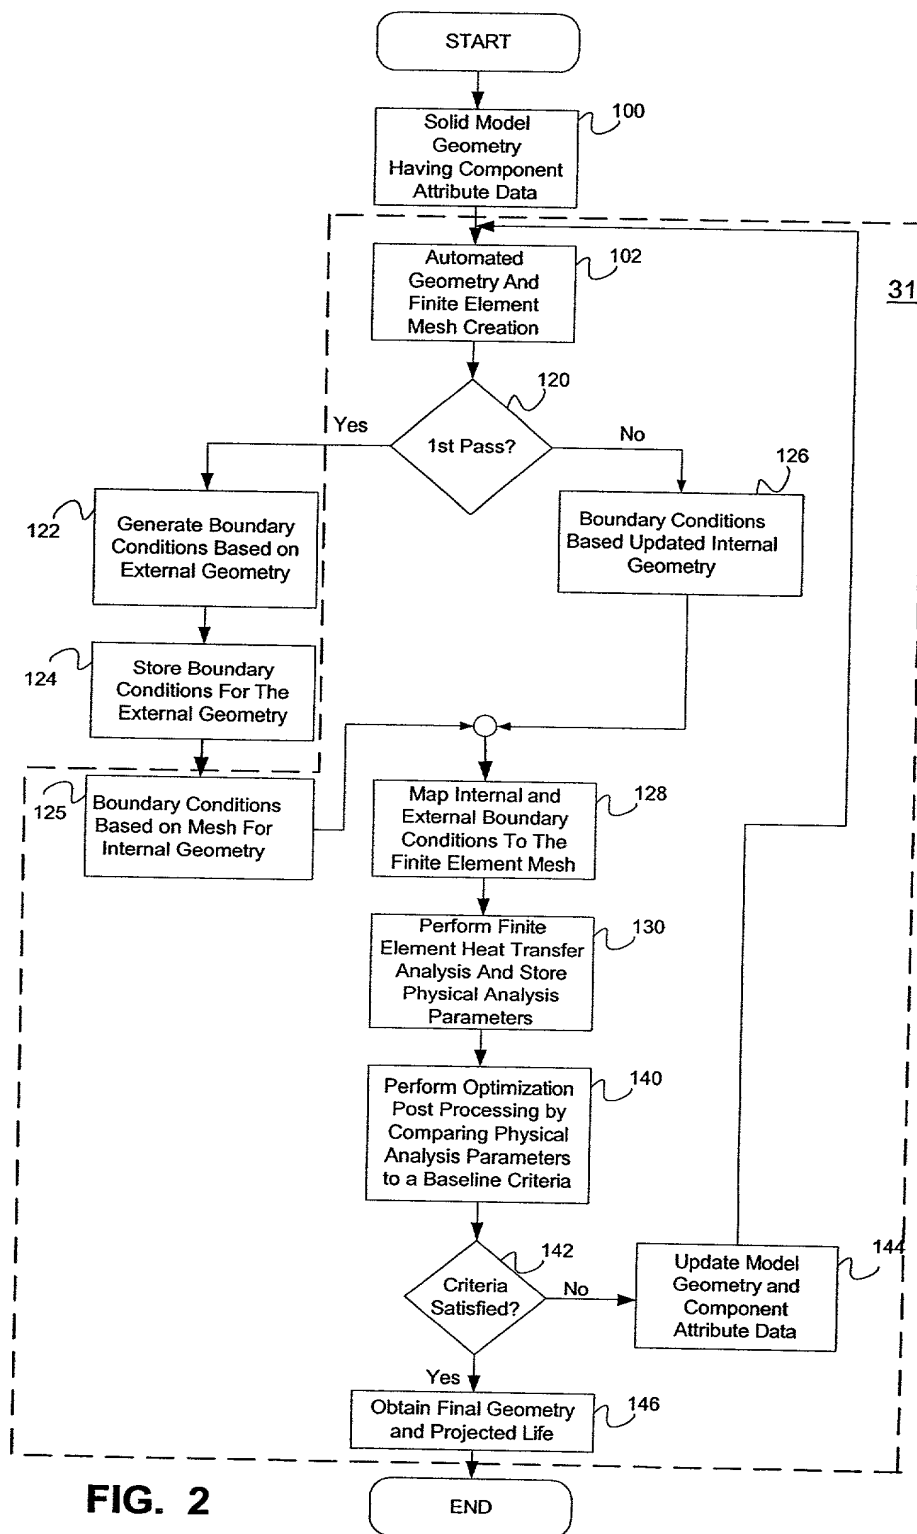 START
100
Solid Model
Geometry
Having Component
Attribute Data
102
Automated
Geometry And
Finite Element
Mesh Creation
31
120
Yes
1st Pass?
No
126
122
Generate Boundary
Conditions Based on
External Geometry
Boundary Conditions
Based Updated Internal
Geometry
124
Store Boundary
Conditions For The
External Geometry
125
Boundary Conditions
Based on Mesh For
Internal Geometry
128
Map Internal and
External Boundary
Conditions To The
Finite Element Mesh
130
Perform Finite
Element Heat Transfer
Analysis And Store
Physical Analysis
Parameters
140
Perform Optimization
Post Processing by
Comparing Physical
Analysis Parameters
to a Baseline Criteria
142
Criteria
Satisfied?
No
144
Update Model
Geometry and
Component
Attribute Data
Yes
146
Obtain Final Geometry
and Projected Life
END
FIG. 2